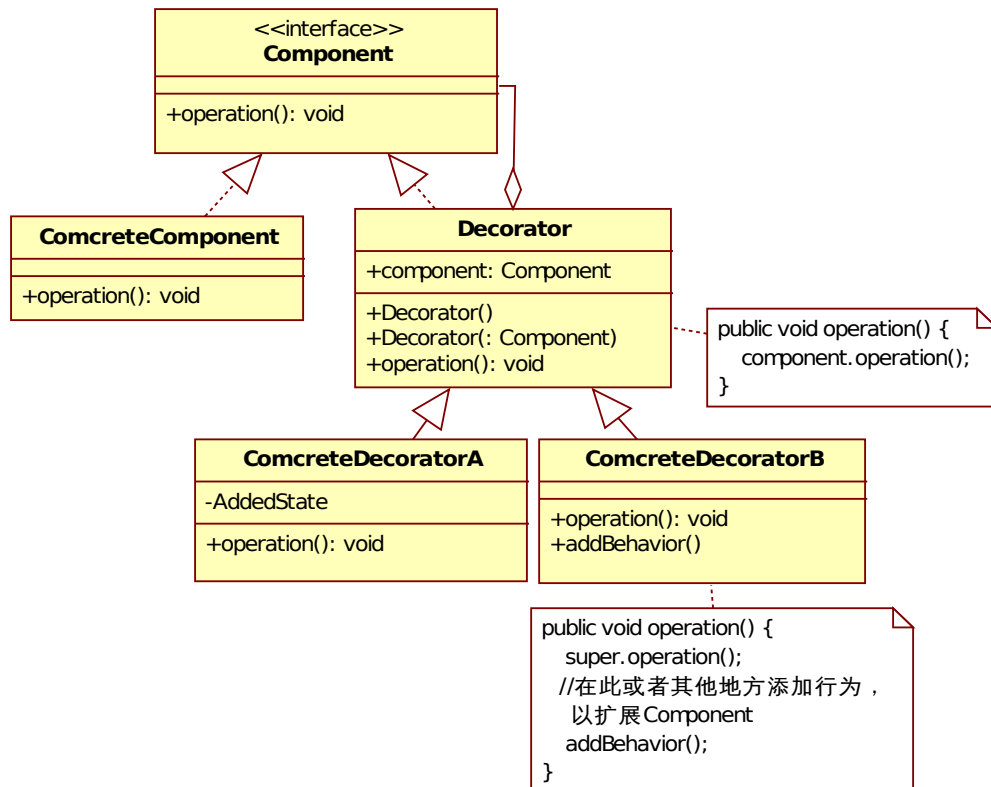 <<interface>>
Component
+operation(): void
ComcreteComponent
+operation(): void
Decorator
+component: Component
+Decorator()
+Decorator(: Component)
+operation(): void
public void operation() {
component.operation();
}
ComcreteDecoratorA
-AddedState
+operation(): void
ComcreteDecoratorB
+operation(): void
+addBehavior()
public void operation() {
super.operation();
//在此或者其他地方添加行为，
以扩展Component
addBehavior();
}